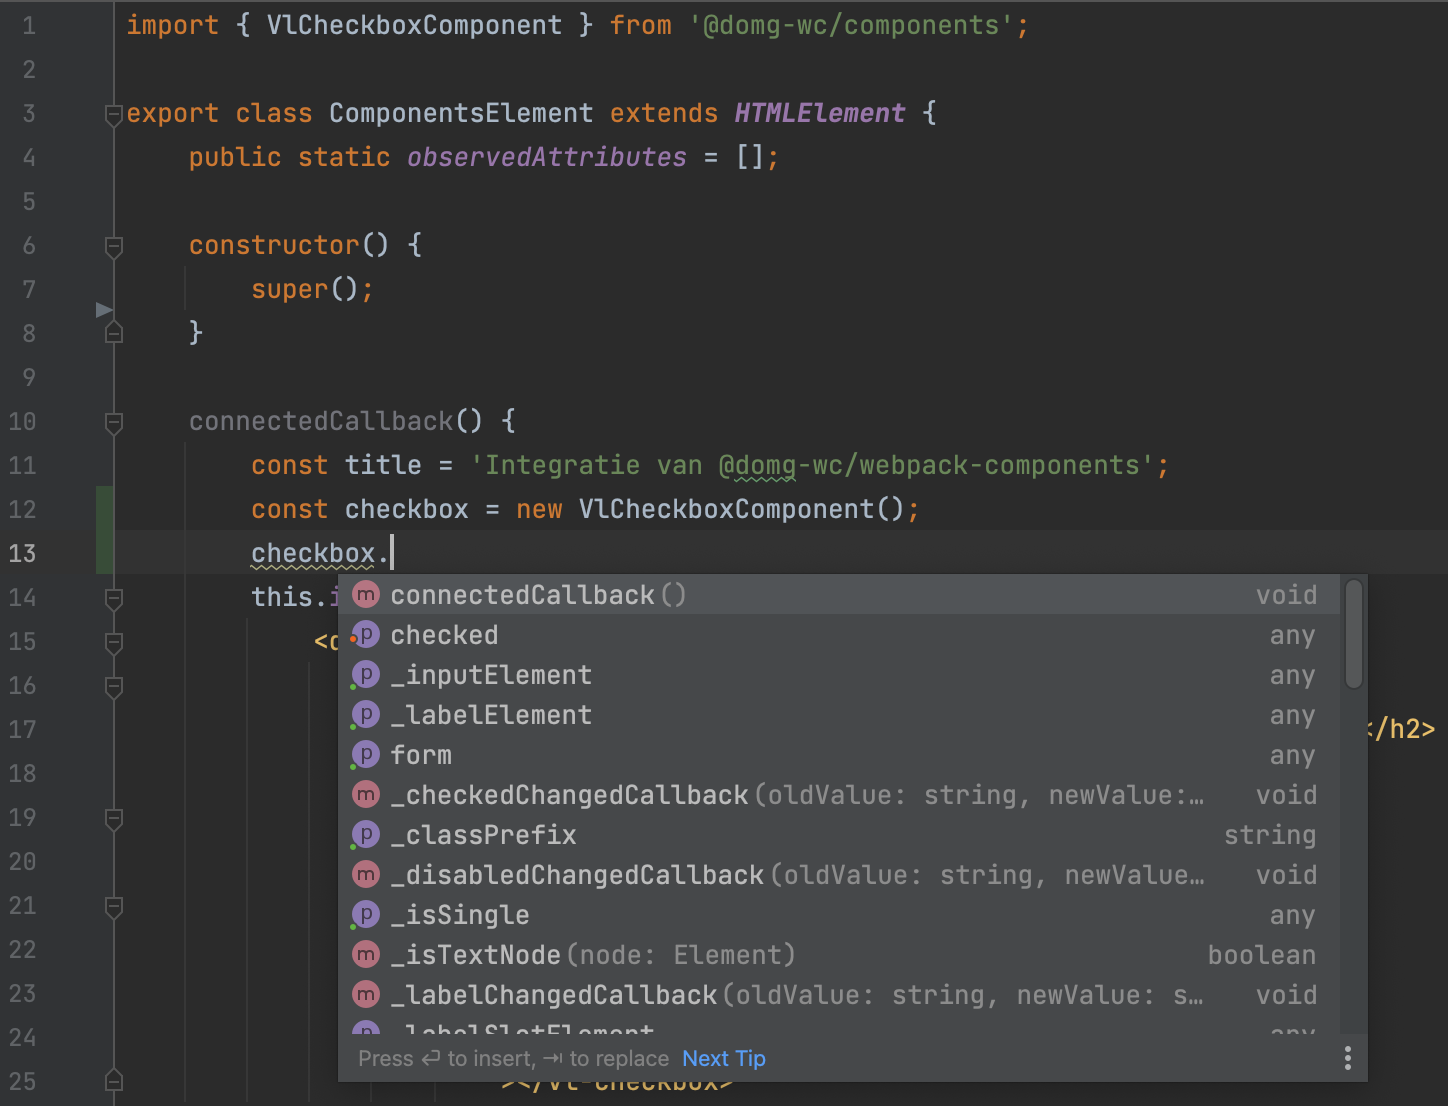 1 import { VlCheckboxComponent } from '@domg-wc/components';
2
3 export class ComponentsElement extends HTMLElement {
4 public static observedAttributes = [];
5
6 constructor() {
7 super();
8 }
9
10 connectedCallback() {
11 const title = 'Integratie van @domg-wc/webpack-components';
12 const checkbox = new VlCheckboxComponent();
13 checkbox.
14 this.i
m connectedCallback() void
15 <
p checked any
16
p _inputElement any
p _labelElement any
17 </h2>
p form any
18
m _checkedChangedCallback(oldValue: string, newValue:… void
19
p _classPrefix string
20
m _disabledChangedCallback(oldValue: string, newValue… void
21
p _isSingle any
22
m _isTextNode(node: Element) boolean
23
m _labelChangedCallback(oldValue: string, newValue: s… void
24
p _labelSlotElement any
Press ↵ to insert, ⇥ to replace Next Tip
25 ></vl-checkbox>